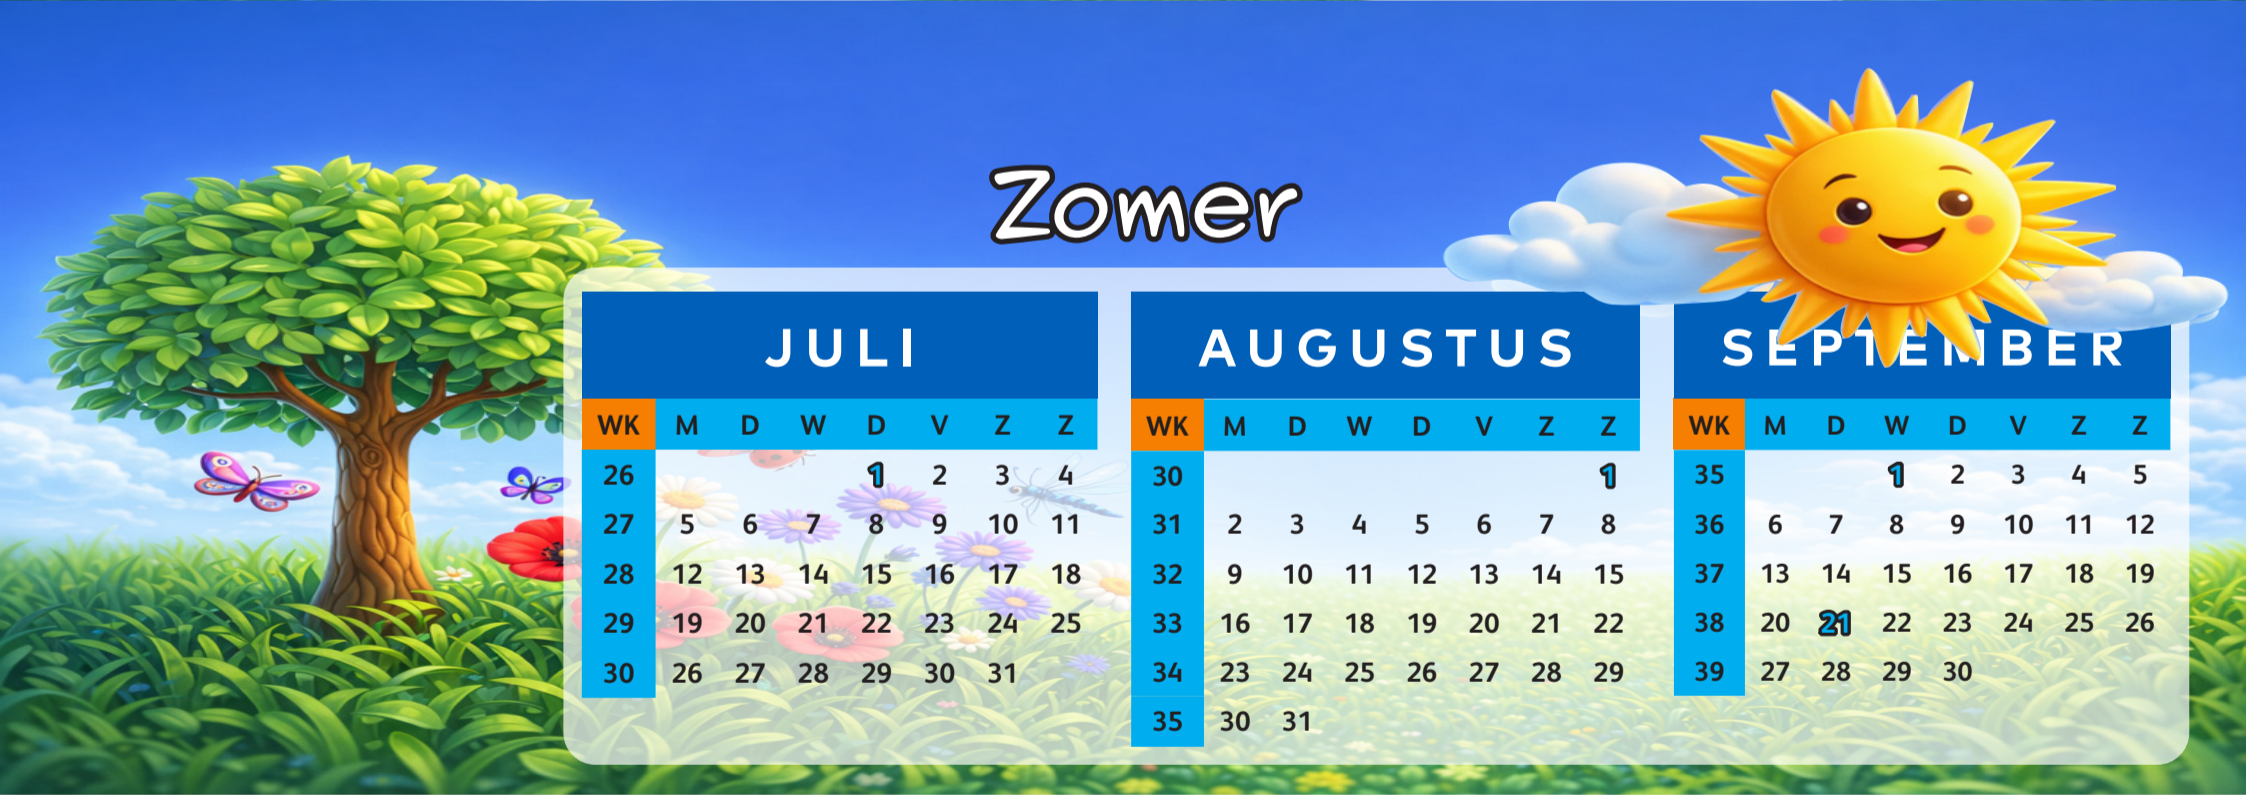 Zomer
JULI
WK M D W D V Z Z
26 1 2 3 4
27 5 6 7 8 9 10 11
28 12 13 14 15 16 17 18
29 19 20 21 22 23 24 25
30 26 27 28 29 30 31
AUGUSTUS
WK M D W D V Z Z
30 1
31 2 3 4 5 6 7 8
32 9 10 11 12 13 14 15
33 16 17 18 19 20 21 22
34 23 24 25 26 27 28 29
35 30 31
SEPTEMBER
WK M D W D V Z Z
35 1 2 3 4 5
36 6 7 8 9 10 11 12
37 13 14 15 16 17 18 19
38 20 21 22 23 24 25 26
39 27 28 29 30